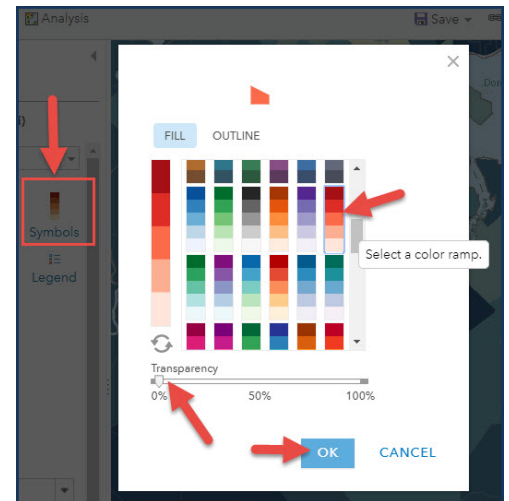 Analysis
Save
FILL OUTLINE
Symbols
Select a color ramp.
Legend
Transparency
0% 50% 100%
OK CANCEL